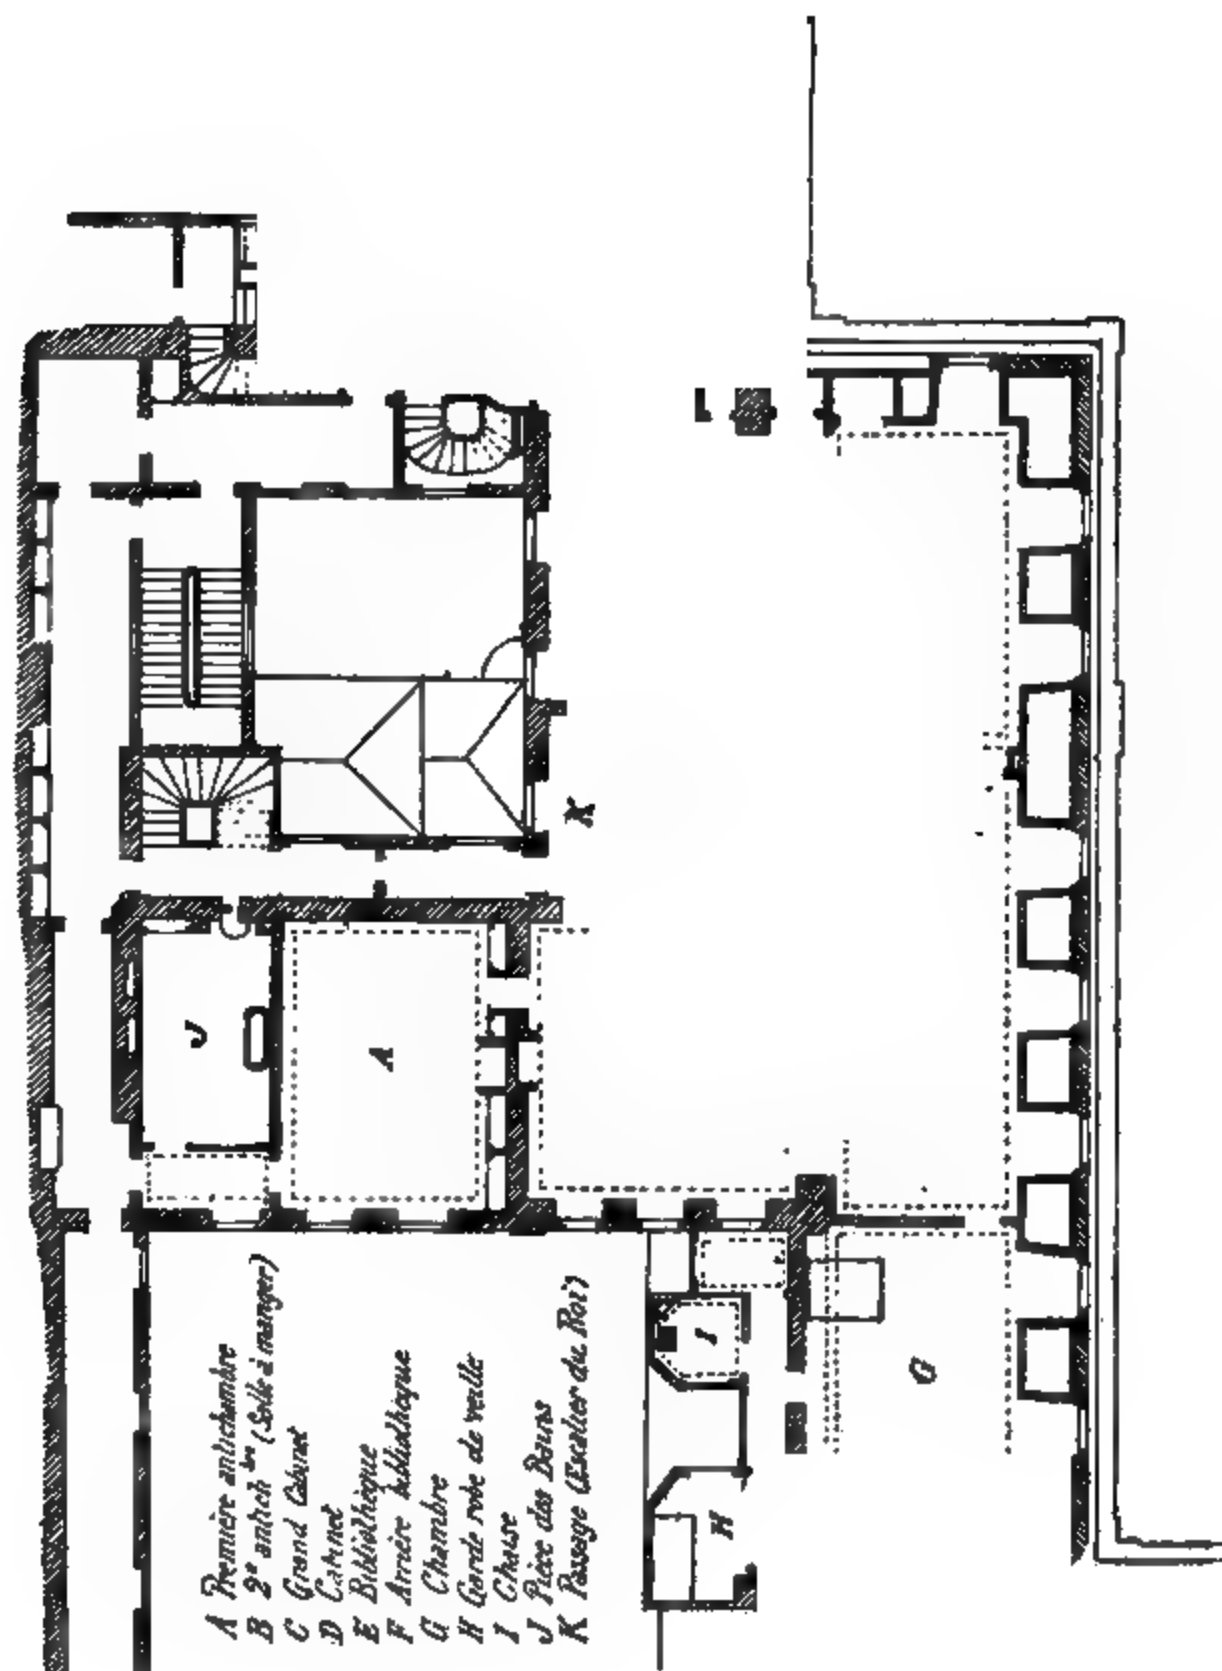 A Première antichambre
B 2e antich bre (Salle à manger)
C Grand Cabinet
D Cabinet
E Bibliothèque
F Arrière bibliothèque
G Chambre
H Garde robe de veille
I Chaise
J Pièce des Bains
K Passage (Escalier du Roi)
K
J
A
I
G
H